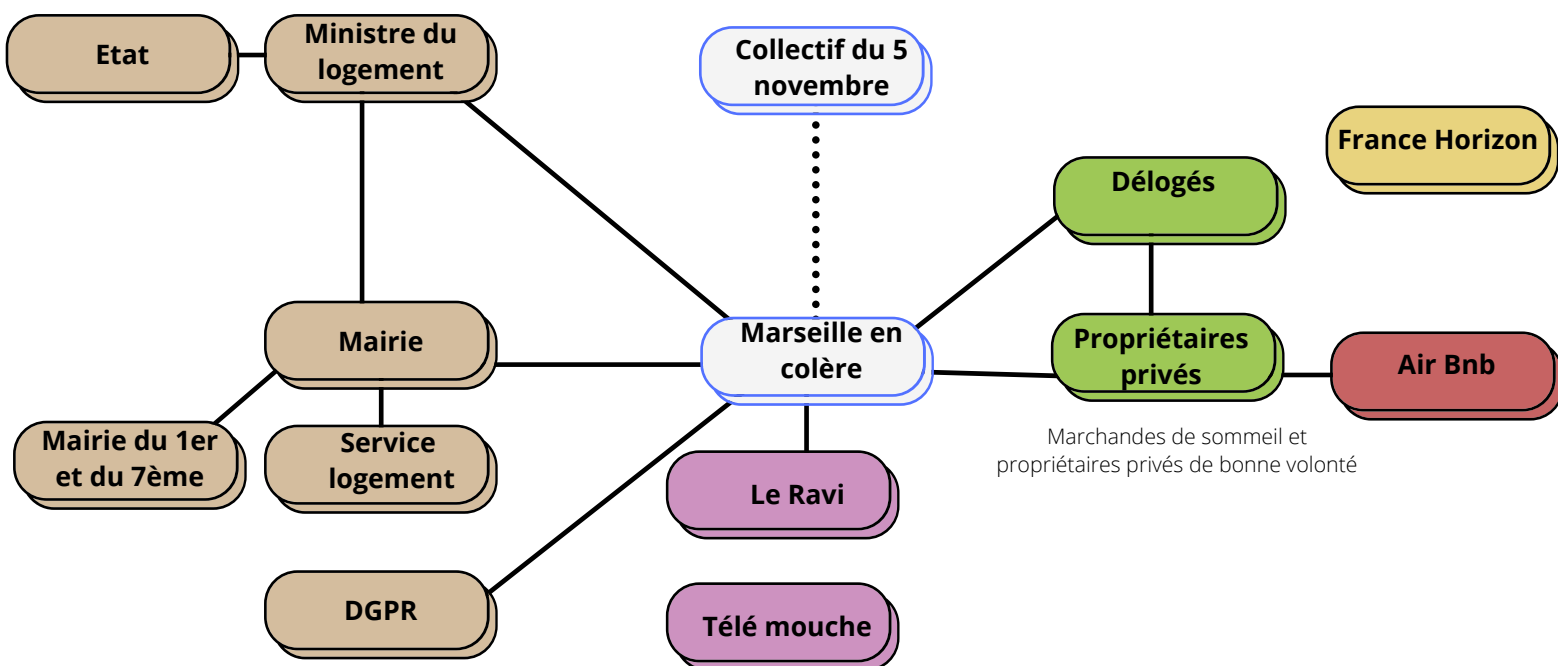 Etat
Ministre du
logement
Collectif du 5
novembre
France Horizon
Délogés
Mairie
Marseille en
colère
Propriétaires
privés
Air Bnb
Marchandes de sommeil et
propriétaires privés de bonne volonté
Mairie du 1er
et du 7ème
Service
logement
Le Ravi
DGPR
Télé mouche